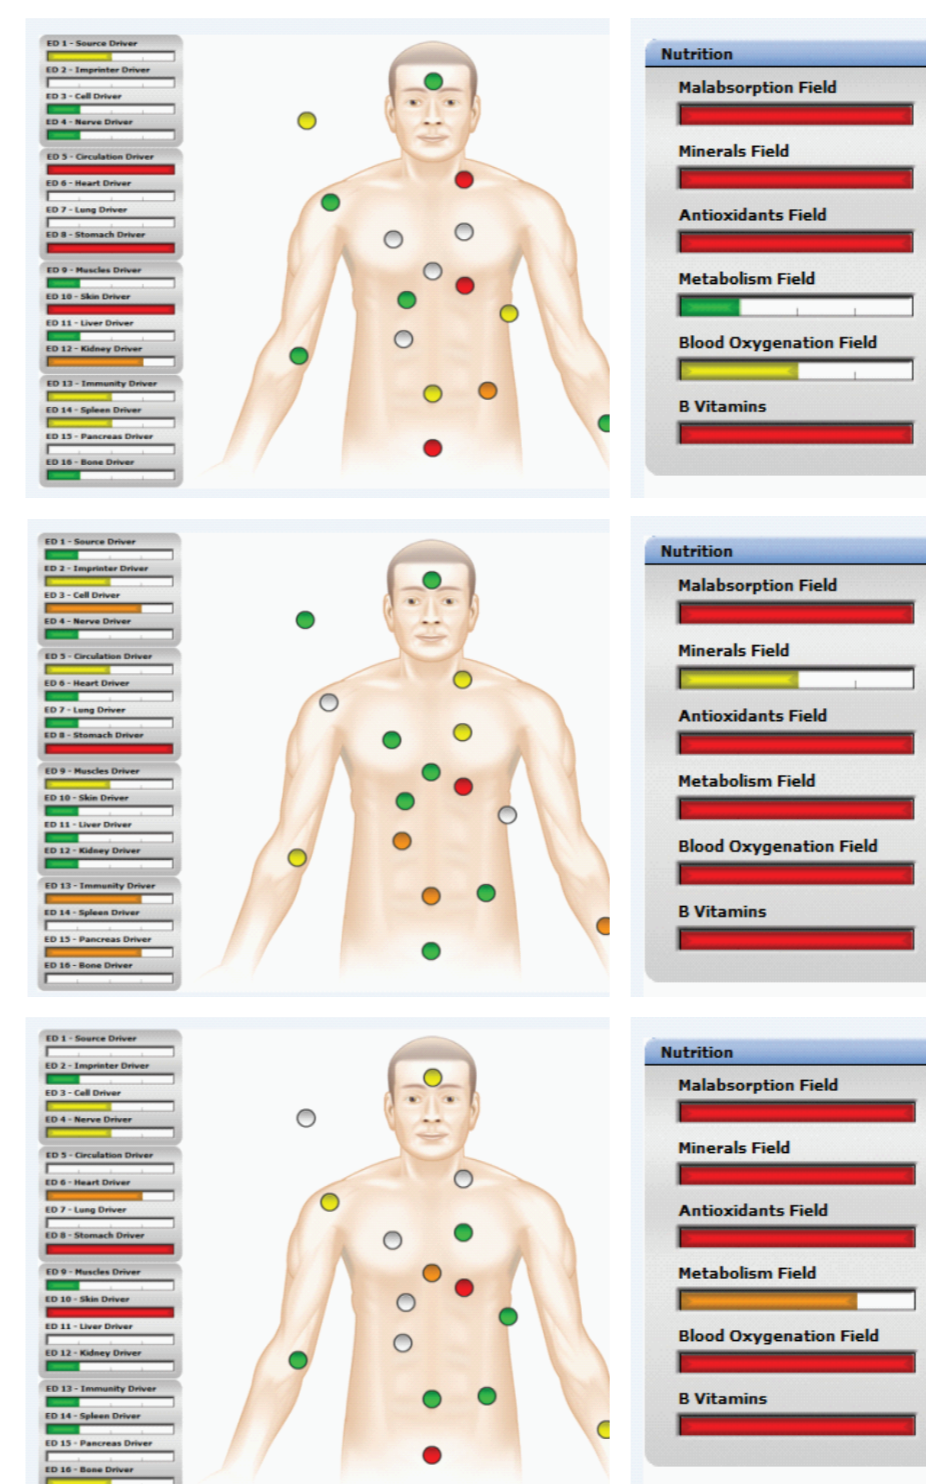 ED 1 - Source Driver
ED 2 - Imprinter Driver
ED 3 - Cell Driver
ED 4 - Nerve Driver
ED 5 - Circulation Driver
ED 6 - Heart Driver
ED 7 - Lung Driver
ED 8 - Stomach Driver
ED 9 - Muscles Driver
ED 10 - Skin Driver
ED 11 - Liver Driver
ED 12 - Kidney Driver
ED 13 - Immunity Driver
ED 14 - Spleen Driver
ED 15 - Pancreas Driver
ED 16 - Bone Driver
Nutrition
Malabsorption Field
Minerals Field
Antioxidants Field
Metabolism Field
Blood Oxygenation Field
B Vitamins
ED 1 - Source Driver
ED 2 - Imprinter Driver
ED 3 - Cell Driver
ED 4 - Nerve Driver
ED 5 - Circulation Driver
ED 6 - Heart Driver
ED 7 - Lung Driver
ED 8 - Stomach Driver
ED 9 - Muscles Driver
ED 10 - Skin Driver
ED 11 - Liver Driver
ED 12 - Kidney Driver
ED 13 - Immunity Driver
ED 14 - Spleen Driver
ED 15 - Pancreas Driver
ED 16 - Bone Driver
Nutrition
Malabsorption Field
Minerals Field
Antioxidants Field
Metabolism Field
Blood Oxygenation Field
B Vitamins
ED 1 - Source Driver
ED 2 - Imprinter Driver
ED 3 - Cell Driver
ED 4 - Nerve Driver
ED 5 - Circulation Driver
ED 6 - Heart Driver
ED 7 - Lung Driver
ED 8 - Stomach Driver
ED 9 - Muscles Driver
ED 10 - Skin Driver
ED 11 - Liver Driver
ED 12 - Kidney Driver
ED 13 - Immunity Driver
ED 14 - Spleen Driver
ED 15 - Pancreas Driver
ED 16 - Bone Driver
Nutrition
Malabsorption Field
Minerals Field
Antioxidants Field
Metabolism Field
Blood Oxygenation Field
B Vitamins